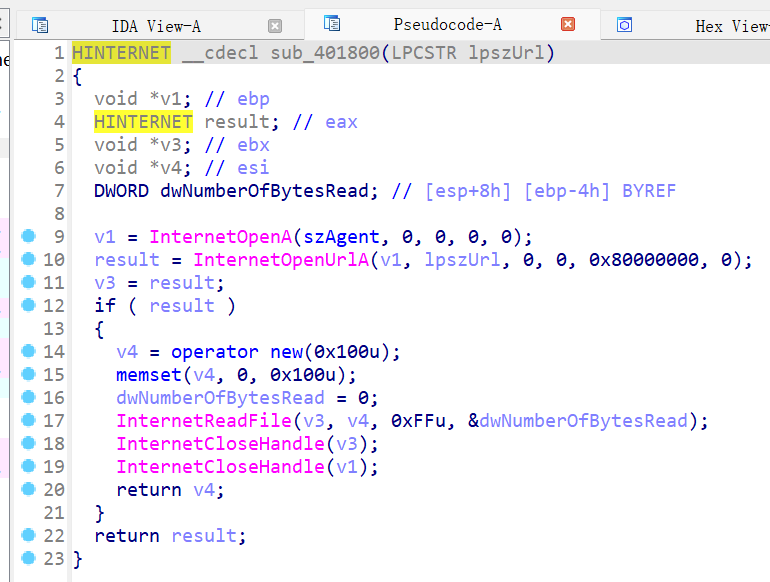 IDA View-A Pseudocode-A Hex View-
1 HINTERNET __cdecl sub_401800(LPCSTR lpszUrl)
2 {
3 void *v1; // ebp
4 HINTERNET result; // eax
5 void *v3; // ebx
6 void *v4; // esi
7 DWORD dwNumberOfBytesRead; // [esp+8h] [ebp-4h] BYREF
8
9 v1 = InternetOpenA(szAgent, 0, 0, 0, 0);
10 result = InternetOpenUrlA(v1, lpszUrl, 0, 0, 0x80000000, 0);
11 v3 = result;
12 if ( result )
13 {
14 v4 = operator new(0x100u);
15 memset(v4, 0, 0x100u);
16 dwNumberOfBytesRead = 0;
17 InternetReadFile(v3, v4, 0xFFu, &dwNumberOfBytesRead);
18 InternetCloseHandle(v3);
19 InternetCloseHandle(v1);
20 return v4;
21 }
22 return result;
23 }